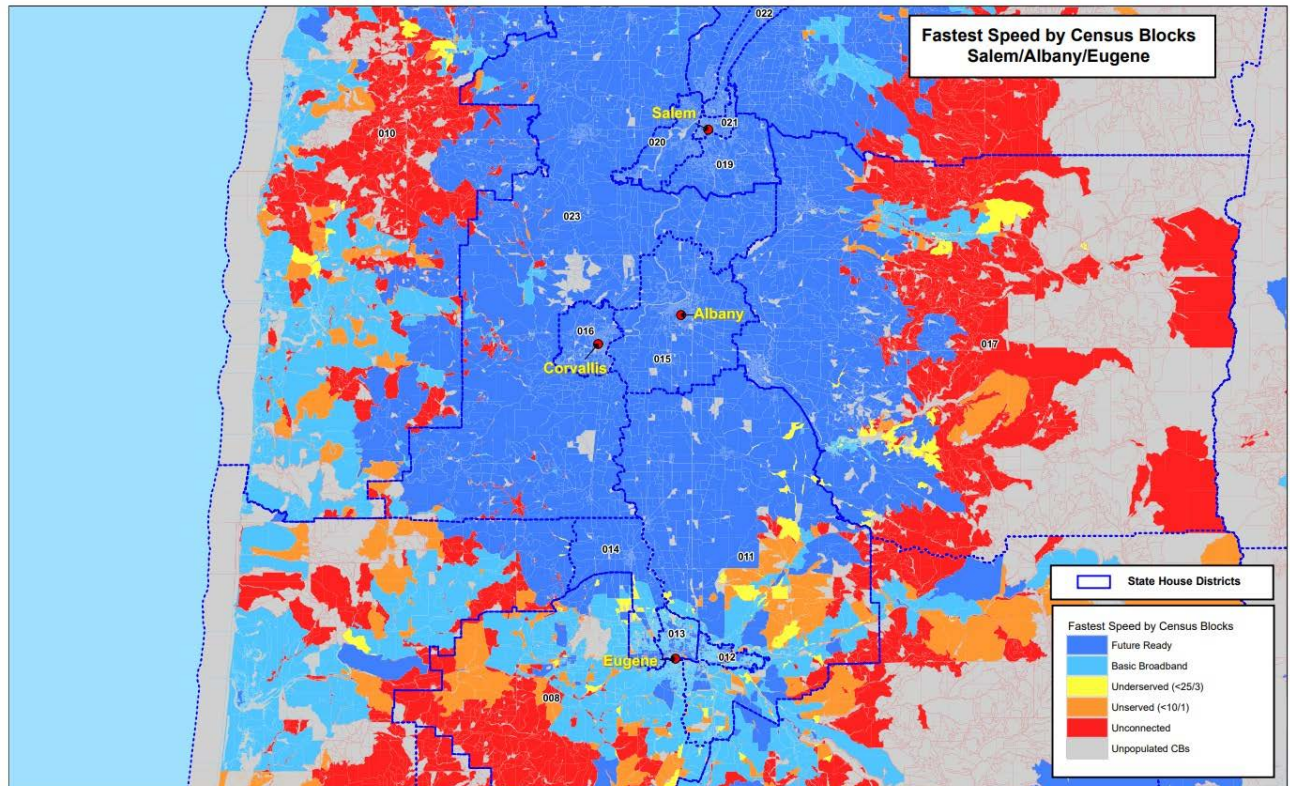 022
Fastest Speed by Census Blocks
Salem/Albany/Eugene
Salem
021
010
020
019
023
Albany
016
017
015
Corvallis
014
011
State House Districts
013
Eugene
012
008
Fastest Speed by Census Blocks
Future Ready
Basic Broadband
Underserved (<25/3)
Unserved (<10/1)
Unconnected
Unpopulated CBs